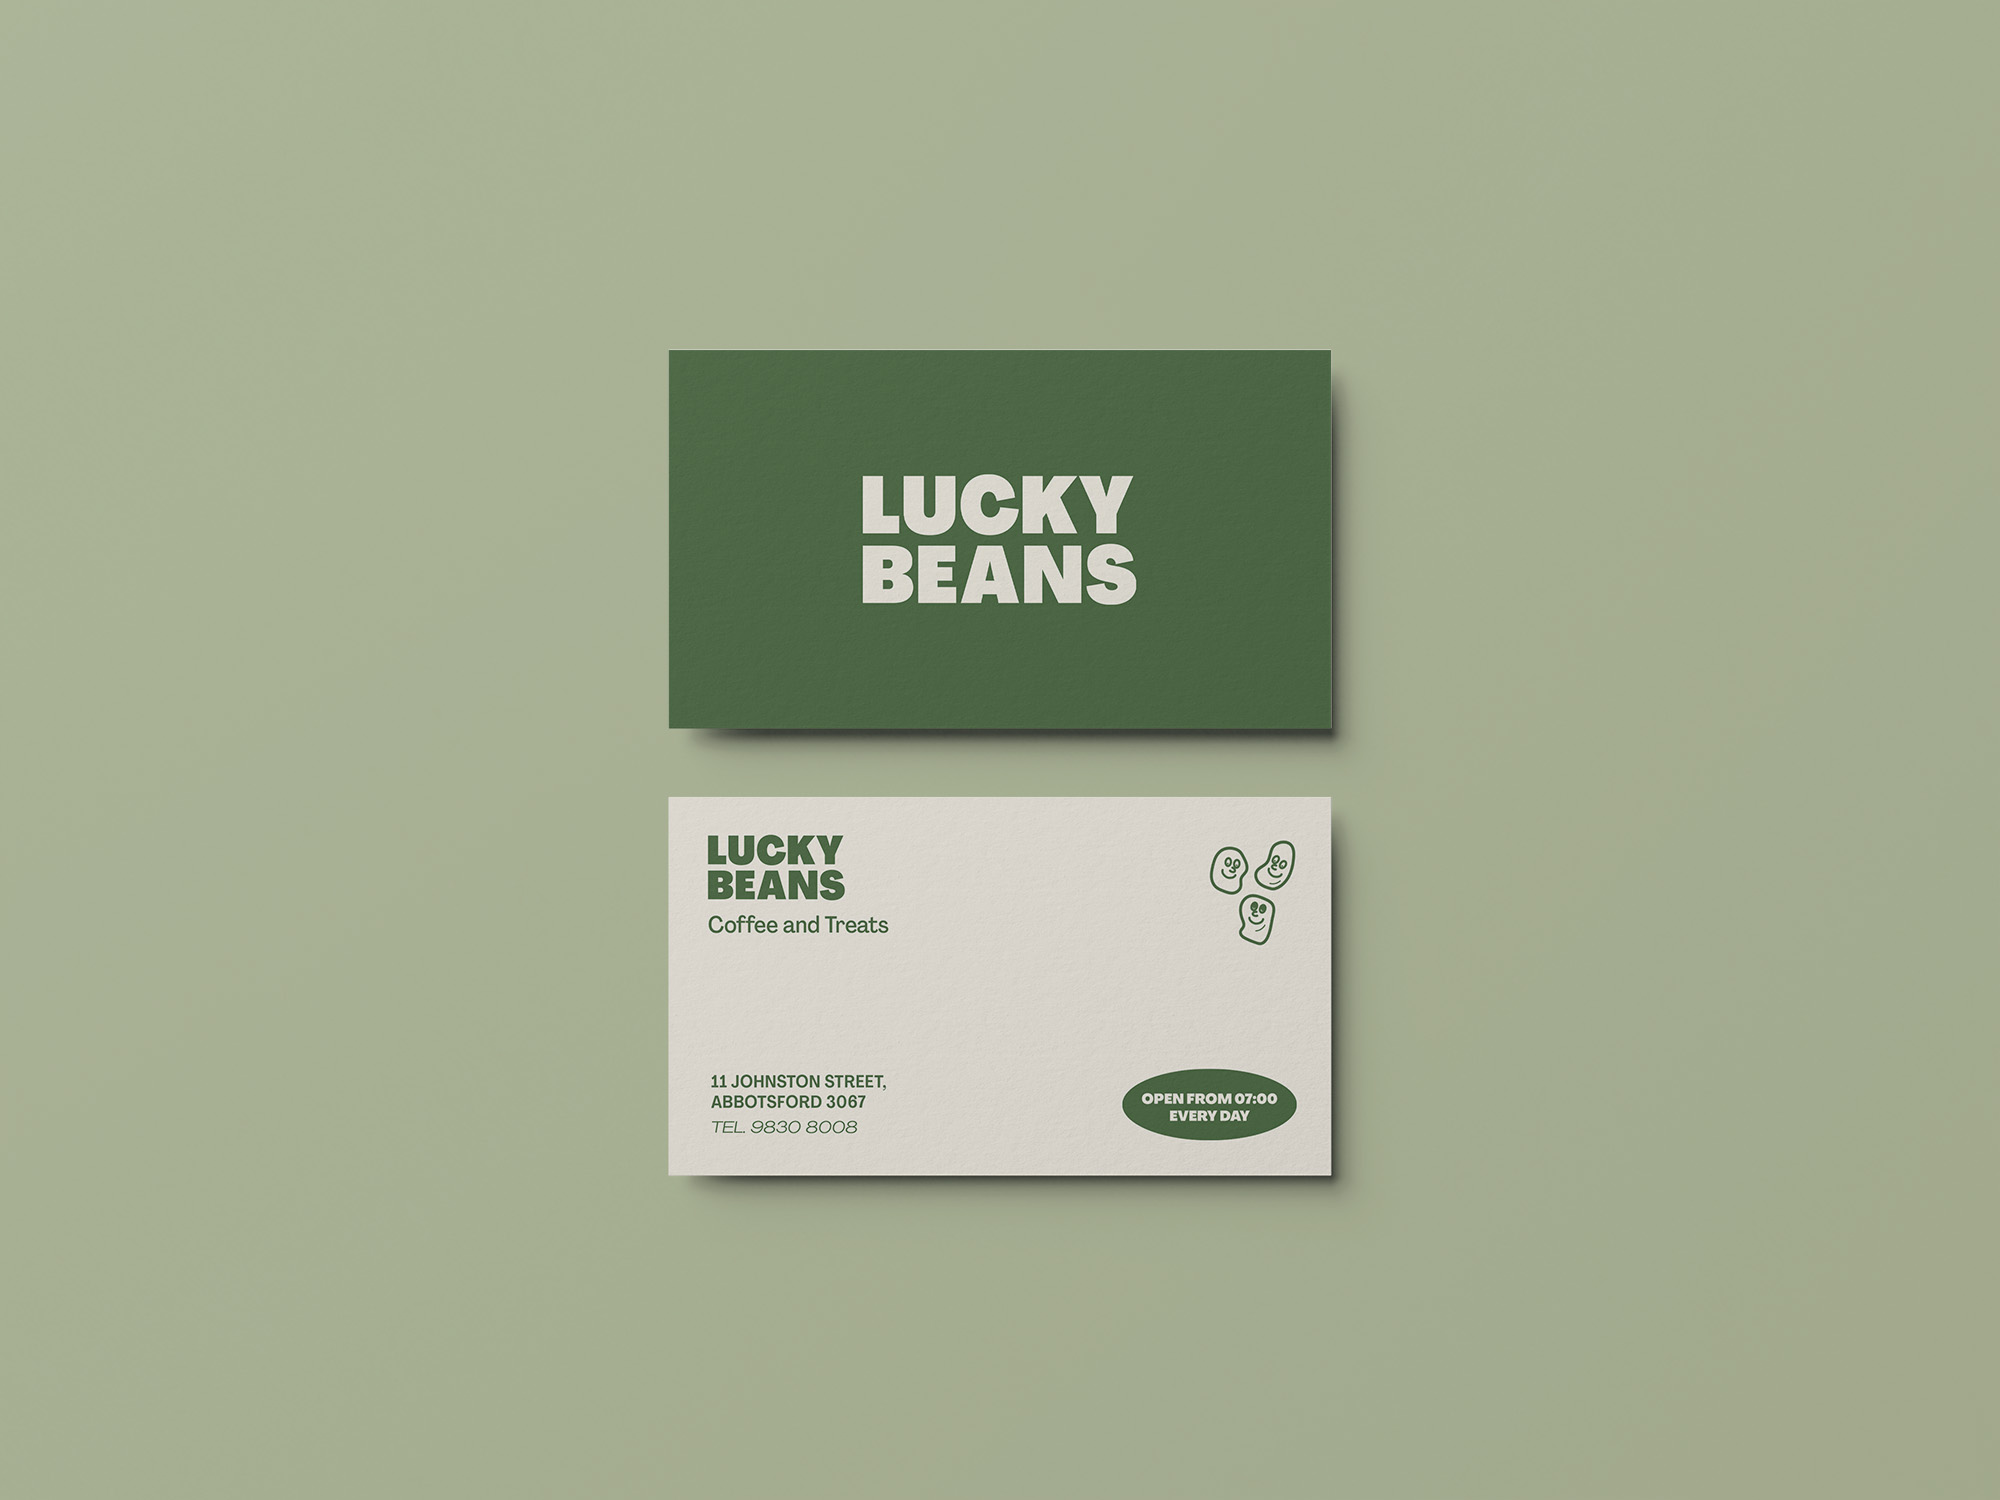 LUCKY
BEANS
LUCKY
BEANS
Coffee and Treats
11 JOHNSTON STREET,
ABBOTSFORD 3067
TEL. 9830 8008
OPEN FROM 07:00
EVERY DAY